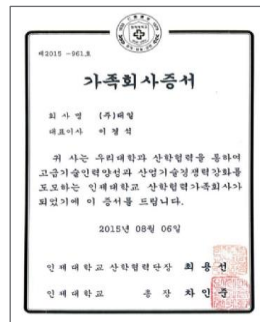 제2015 -961호
가족회사증서
회 사 명 (주)태일
대표이사 이 청 석
귀 사는 우리대학과 산학협력을 통하여
고급기술인력양성과 산업기술경쟁력강화를
도모하는 인제대학교 산학협력가족회사가
되었기에 이 증서를 드립니다.
2015년 08월 06일
인제대학교 산학협력단장 최 용 선
인제대학교 총 장 차 인 준